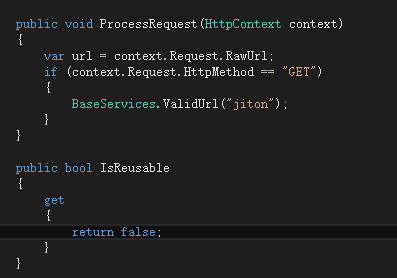 public void ProcessRequest(HttpContext context)
{
var url = context.Request.RawUrl;
if (context.Request.HttpMethod == "GET")
{
BaseServices.ValidUrl("jiton");
}
}
public bool IsReusable
{
get
{
return false;
}
}